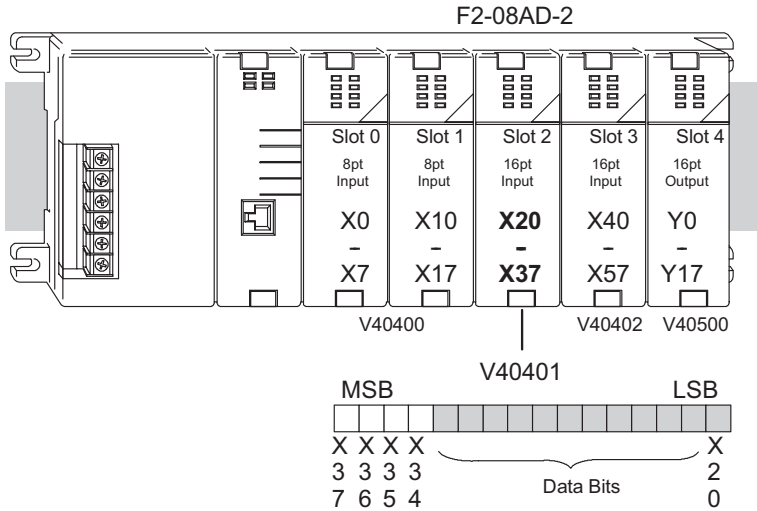 F2-08AD-2
Slot 0 Slot 1 Slot 2 Slot 3 Slot 4
8pt 8pt 16pt 16pt 16pt
Input Input Input Input Output
X0 X10 X20 X40 Y0
- - - - -
X7 X17 X37 X57 Y17
V40400 V40402 V40500
V40401
MSB LSB
X X X X X
3 3 3 3 2
7 6 5 4 0
Data Bits